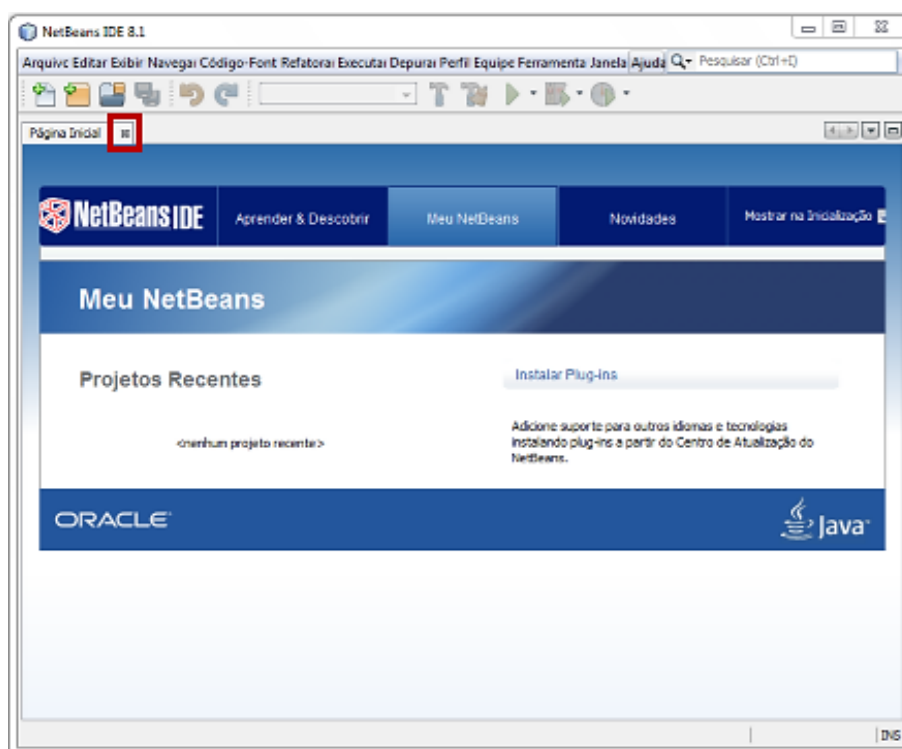 NetBeans IDE 8.1
Arquivo Editar Exibir Navegar Código-Font Refatorar Executar Depurar Perfil Equipe Ferramenta Janela Ajuda Pesquisar (Ctrl+I)
Página Inicial
NetBeans IDE Aprender & Descobrir Meu NetBeans Novidades Mostrar na Inicialização
Meu NetBeans
Projetos Recentes
<nenhum projeto recente>
Instalar Plug-ins
Adicione suporte para outros idiomas e tecnologias
instalando plug-ins a partir do Centro de Atualização do
NetBeans.
ORACLE Java
INS